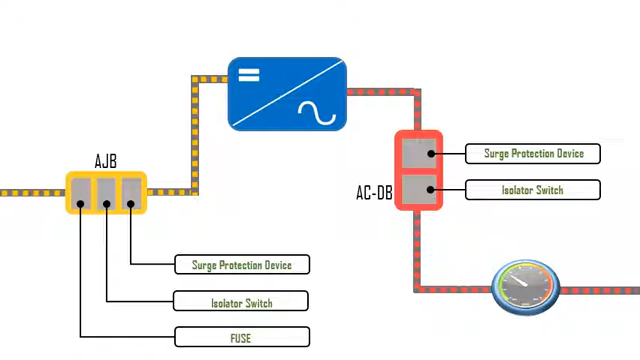 AJB
Surge Protection Device
AC-DB
Isolator Switch
Surge Protection Device
Isolator Switch
FUSE